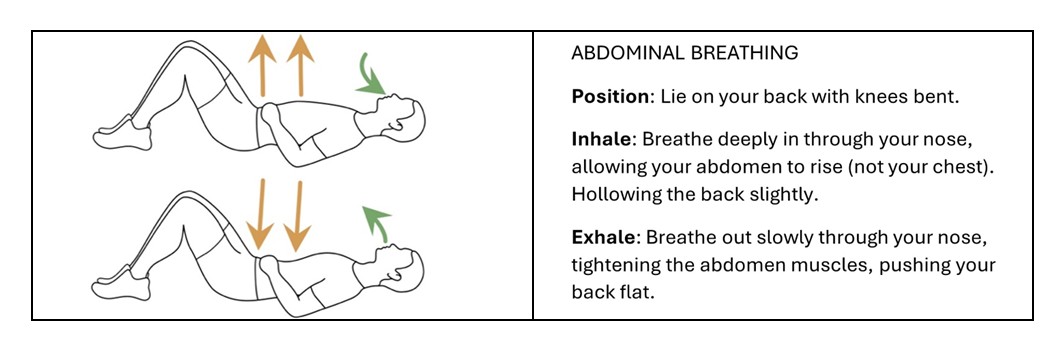 ABDOMINAL BREATHING
Position: Lie on your back with knees bent.
Inhale: Breathe deeply in through your nose,
allowing your abdomen to rise (not your chest).
Hollowing the back slightly.
Exhale: Breathe out slowly through your nose,
tightening the abdomen muscles, pushing your
back flat.